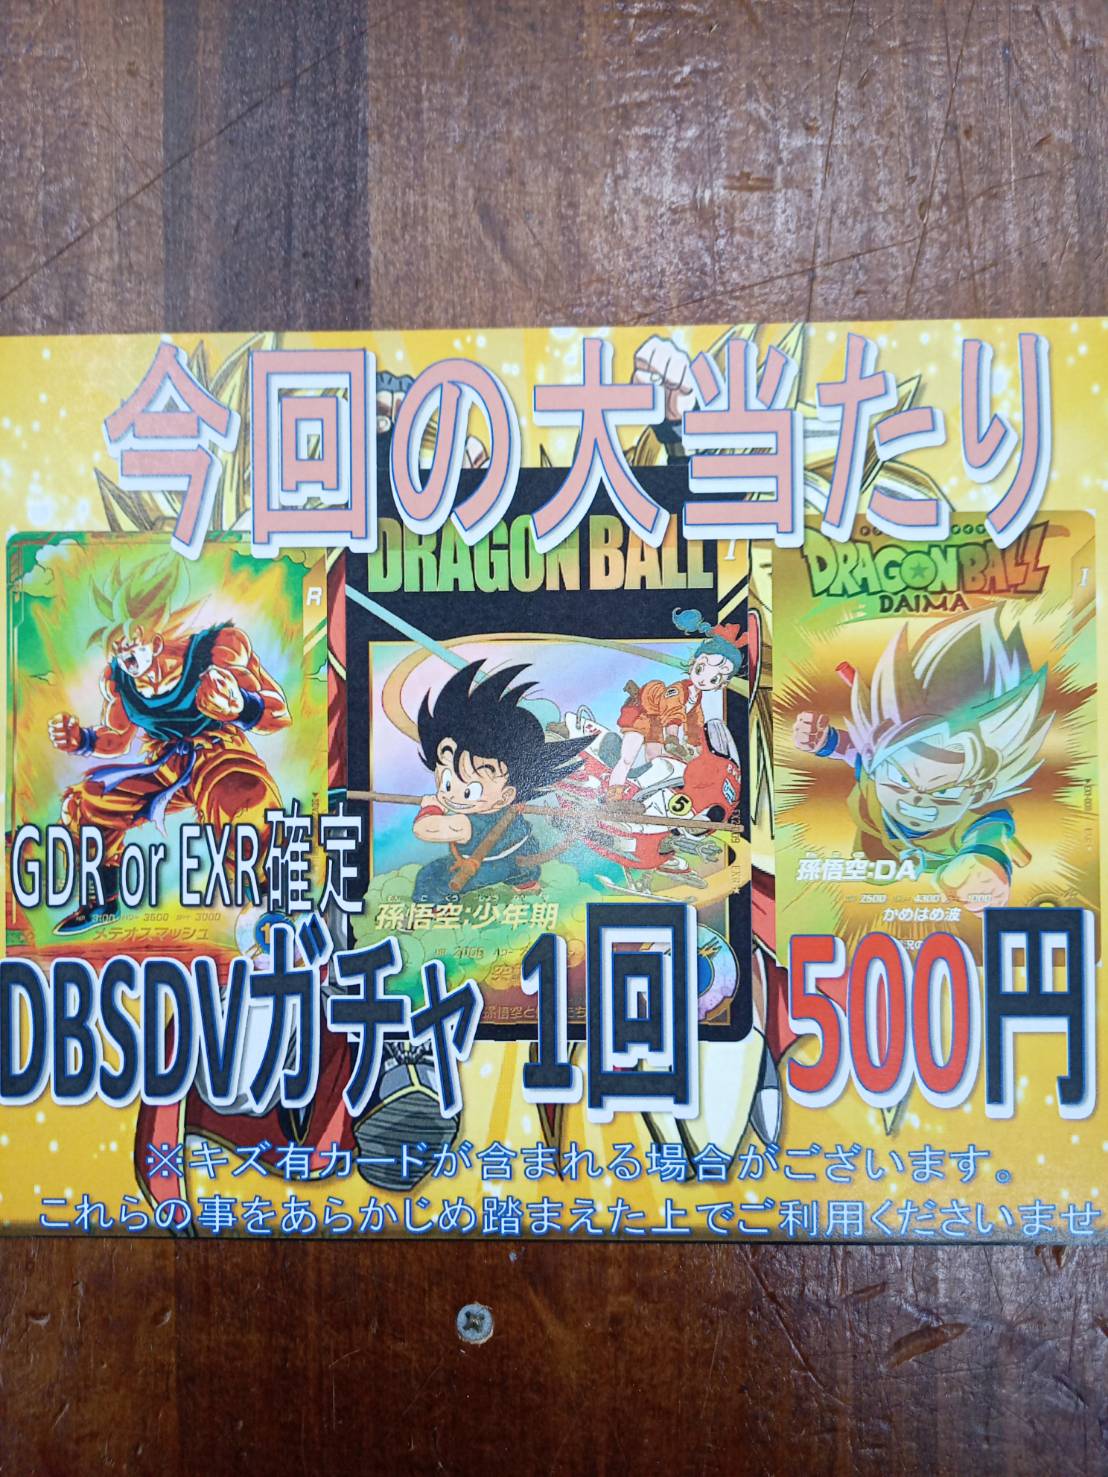 今回の大当たり
DRAGON BALL
DRAGON BALL
DAIMA
R
孫悟空:DA
かめはめ波
GDR or EXR確定
孫悟空:少年期
3100 3500 3000
メテオスマッシュ
DBSDVガチャ 1回 500円
※キズ有カードが含まれる場合がございます。
これらの事をあらかじめ踏まえた上でご利用くださいませ